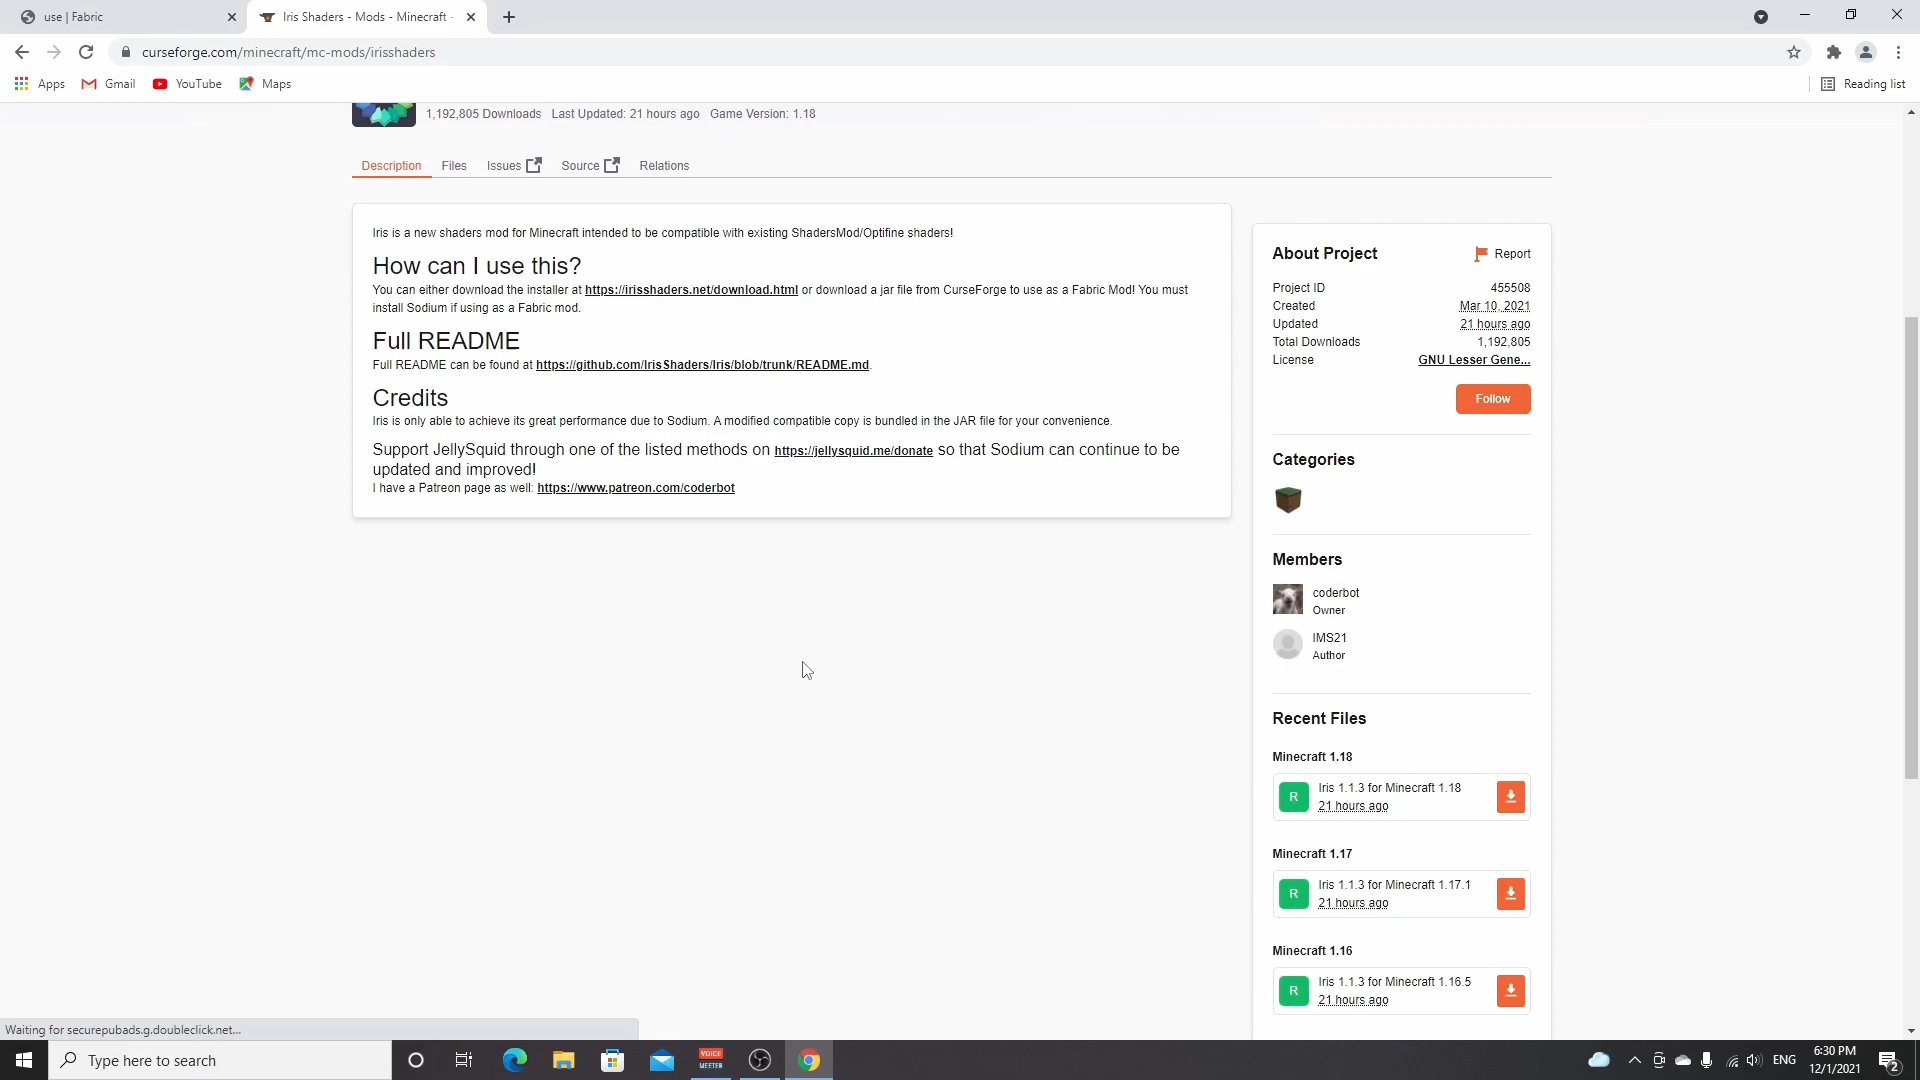 use | Fabric
Iris Shaders - Mods - Minecraft -
curseforge.com/minecraft/mc-mods/irisshaders
Apps
Gmail
YouTube
Maps
Reading list
1,192,805 Downloads Last Updated: 21 hours ago Game Version: 1.18
Description
Files
Issues
Source
Relations
Iris is a new shaders mod for Minecraft intended to be compatible with existing ShadersMod/Optifine shaders!
How can I use this?
You can either download the installer at https://irisshaders.net/download.html or download a jar file from CurseForge to use as a Fabric Mod! You must
install Sodium if using as a Fabric mod.
Full README
Full README can be found at https://github.com/IrisShaders/Iris/blob/trunk/README.md.
Credits
Iris is only able to achieve its great performance due to Sodium. A modified compatible copy is bundled in the JAR file for your convenience.
Support JellySquid through one of the listed methods on https://jellysquid.me/donate so that Sodium can continue to be
updated and improved!
I have a Patreon page as well: https://www.patreon.com/coderbot
About Project
Report
Project ID 455508
Created Mar 10, 2021
Updated 21 hours ago
Total Downloads 1,192,805
License GNU Lesser Gene...
Follow
Categories
Members
coderbot
Owner
IMS21
Author
Recent Files
Minecraft 1.18
R
Iris 1.1.3 for Minecraft 1.18
21 hours ago
Minecraft 1.17
R
Iris 1.1.3 for Minecraft 1.17.1
21 hours ago
Minecraft 1.16
R
Iris 1.1.3 for Minecraft 1.16.5
21 hours ago
Waiting for securepubads.g.doubleclick.net...
Type here to search
VOICE
MEETER
ENG
6:30 PM
12/1/2021
2